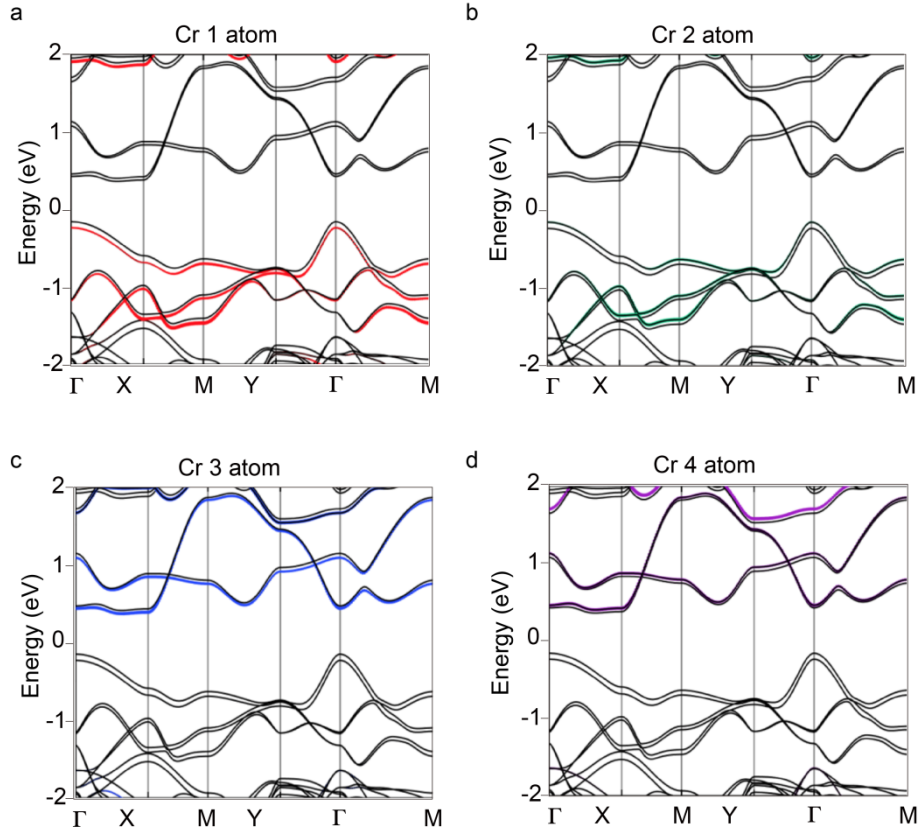 a
Cr 1 atom
Energy (eV)
2
1
0
-1
-2
Γ X M Y Γ M
b
Cr 2 atom
Energy (eV)
2
1
0
-1
-2
Γ X M Y Γ M
c
Cr 3 atom
Energy (eV)
2
1
0
-1
-2
Γ X M Y Γ M
d
Cr 4 atom
Energy (eV)
2
1
0
-1
-2
Γ X M Y Γ M